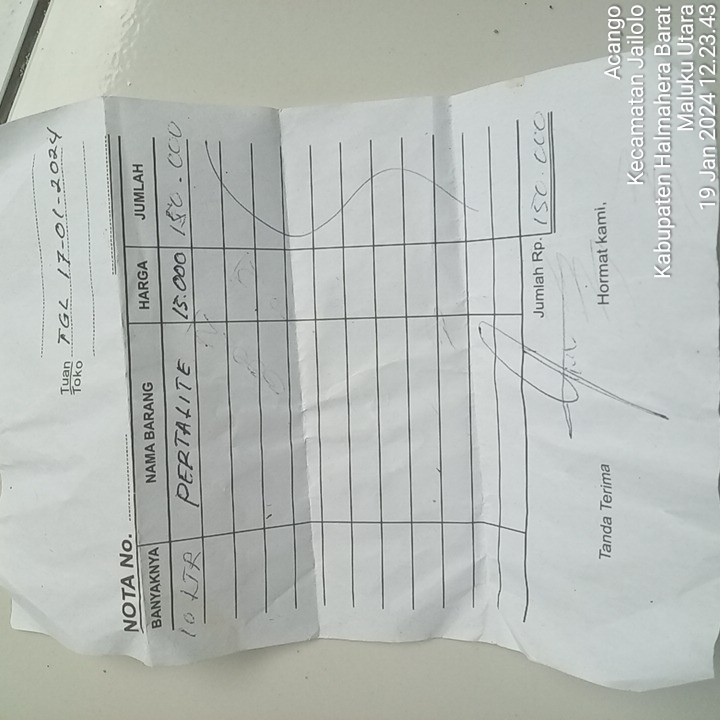 Acango
Kecamatan Jailolo
Kabupaten Halmahera Barat
Maluku Utara
19 Jan 2024 12.23.43
TGL 17-01-2024
Tuan
Toko
NOTA No.
BANYAKNYA NAMA BARANG HARGA JUMLAH
10 LTR PERTALITE 15.000 150.000
Jumlah Rp. 150.000
Tanda Terima Hormat kami,